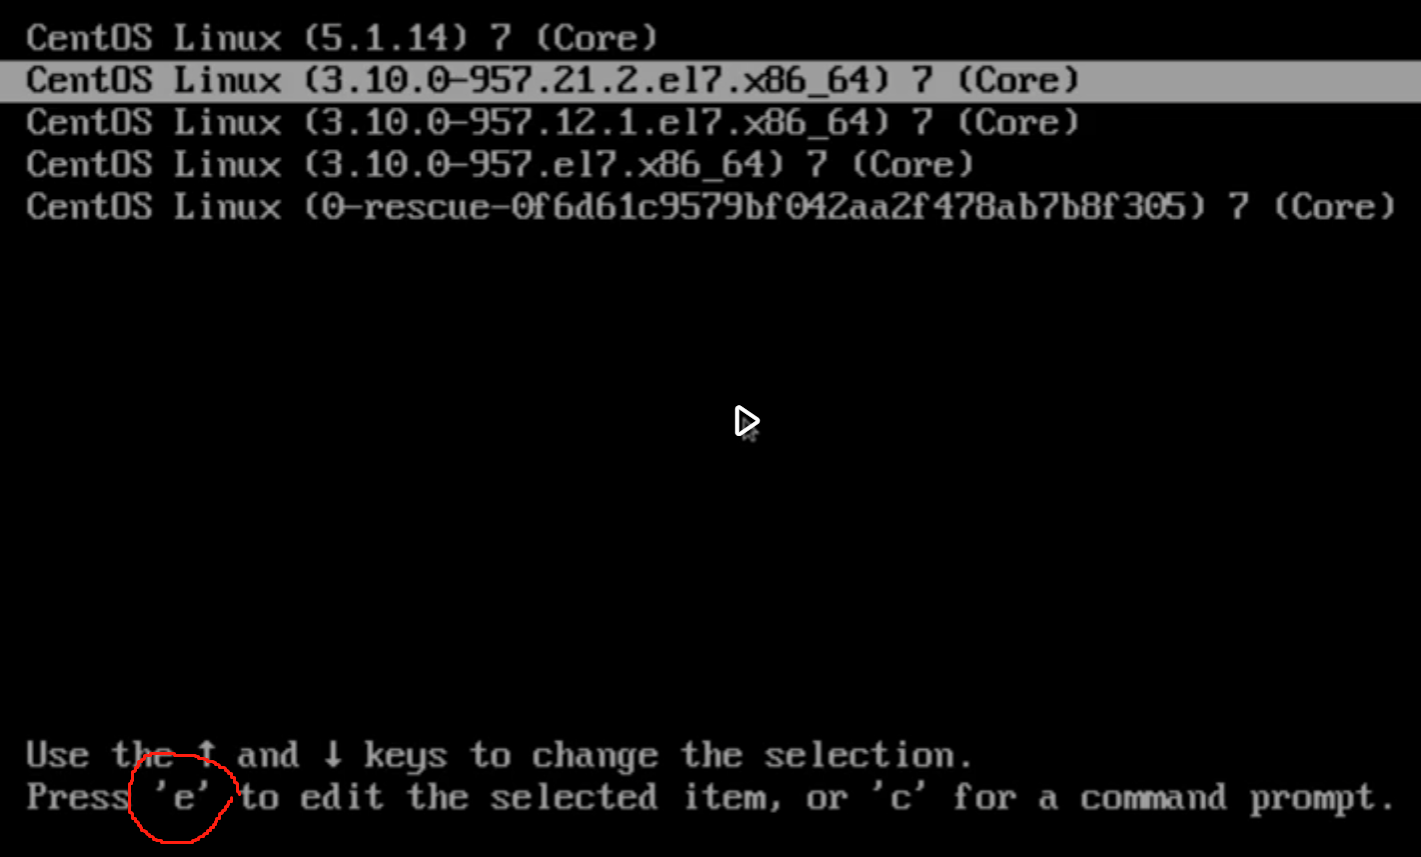 CentOS Linux (5.1.14) 7 (Core)
CentOS Linux (3.10.0-957.21.2.el7.x86_64) 7 (Core)
CentOS Linux (3.10.0-957.12.1.el7.x86_64) 7 (Core)
CentOS Linux (3.10.0-957.el7.x86_64) 7 (Core)
CentOS Linux (0-rescue-0f6d61c9579bf042aa2f478ab7b8f305) 7 (Core)
Use the ↑ and ↓ keys to change the selection.
Press 'e' to edit the selected item, or 'c' for a command prompt.